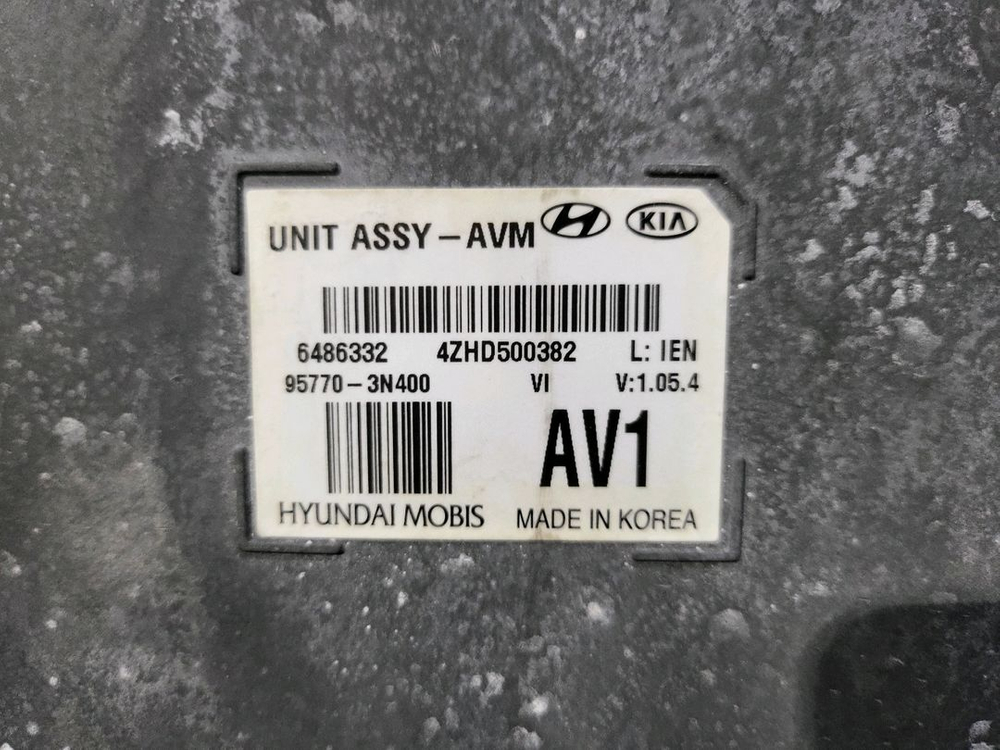 UNIT ASSY-AVM KIA
6486332 4ZHD500382 L: IEN
95770-3N400 VI V:1.05.4
AV1
HYUNDAI MOBIS MADE IN KOREA